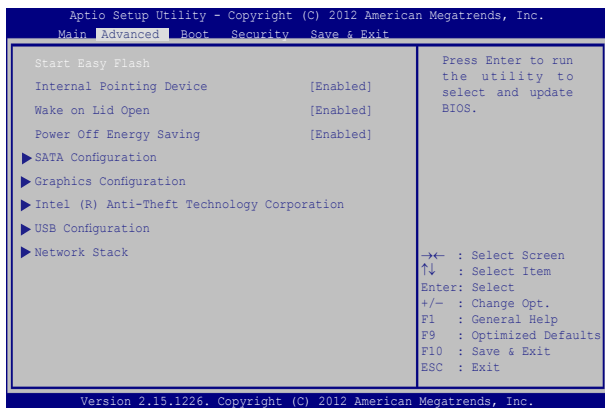 Aptio Setup Utility - Copyright (C) 2012 American Megatrends, Inc.
Main Advanced Boot Security Save & Exit
Start Easy Flash
Internal Pointing Device [Enabled]
Wake on Lid Open [Enabled]
Power Off Energy Saving [Enabled]
SATA Configuration
Graphics Configuration
Intel (R) Anti-Theft Technology Corporation
USB Configuration
Network Stack
Press Enter to run
the utility to
select and update
BIOS.
→← : Select Screen
↑↓ : Select Item
Enter: Select
+/— : Change Opt.
F1 : General Help
F9 : Optimized Defaults
F10 : Save & Exit
ESC : Exit
Version 2.15.1226. Copyright (C) 2012 American Megatrends, Inc.